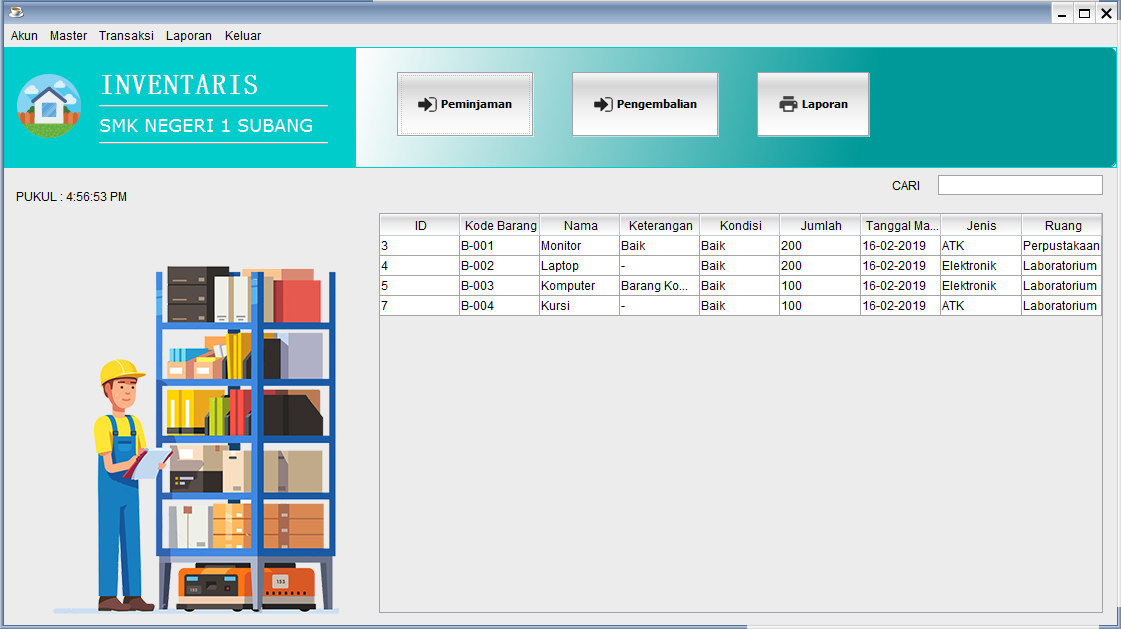 Akun Master Transaksi Laporan Keluar
INVENTARIS
SMK NEGERI 1 SUBANG
Peminjaman Pengembalian Laporan
PUKUL : 4:56:53 PM
CARI
ID Kode Barang Nama Keterangan Kondisi Jumlah Tanggal Ma... Jenis Ruang
3 B-001 Monitor Baik Baik 200 16-02-2019 ATK Perpustakaan
4 B-002 Laptop - Baik 200 16-02-2019 Elektronik Laboratorium
5 B-003 Komputer Barang Ko... Baik 100 16-02-2019 Elektronik Laboratorium
7 B-004 Kursi - Baik 100 16-02-2019 ATK Laboratorium
153 153